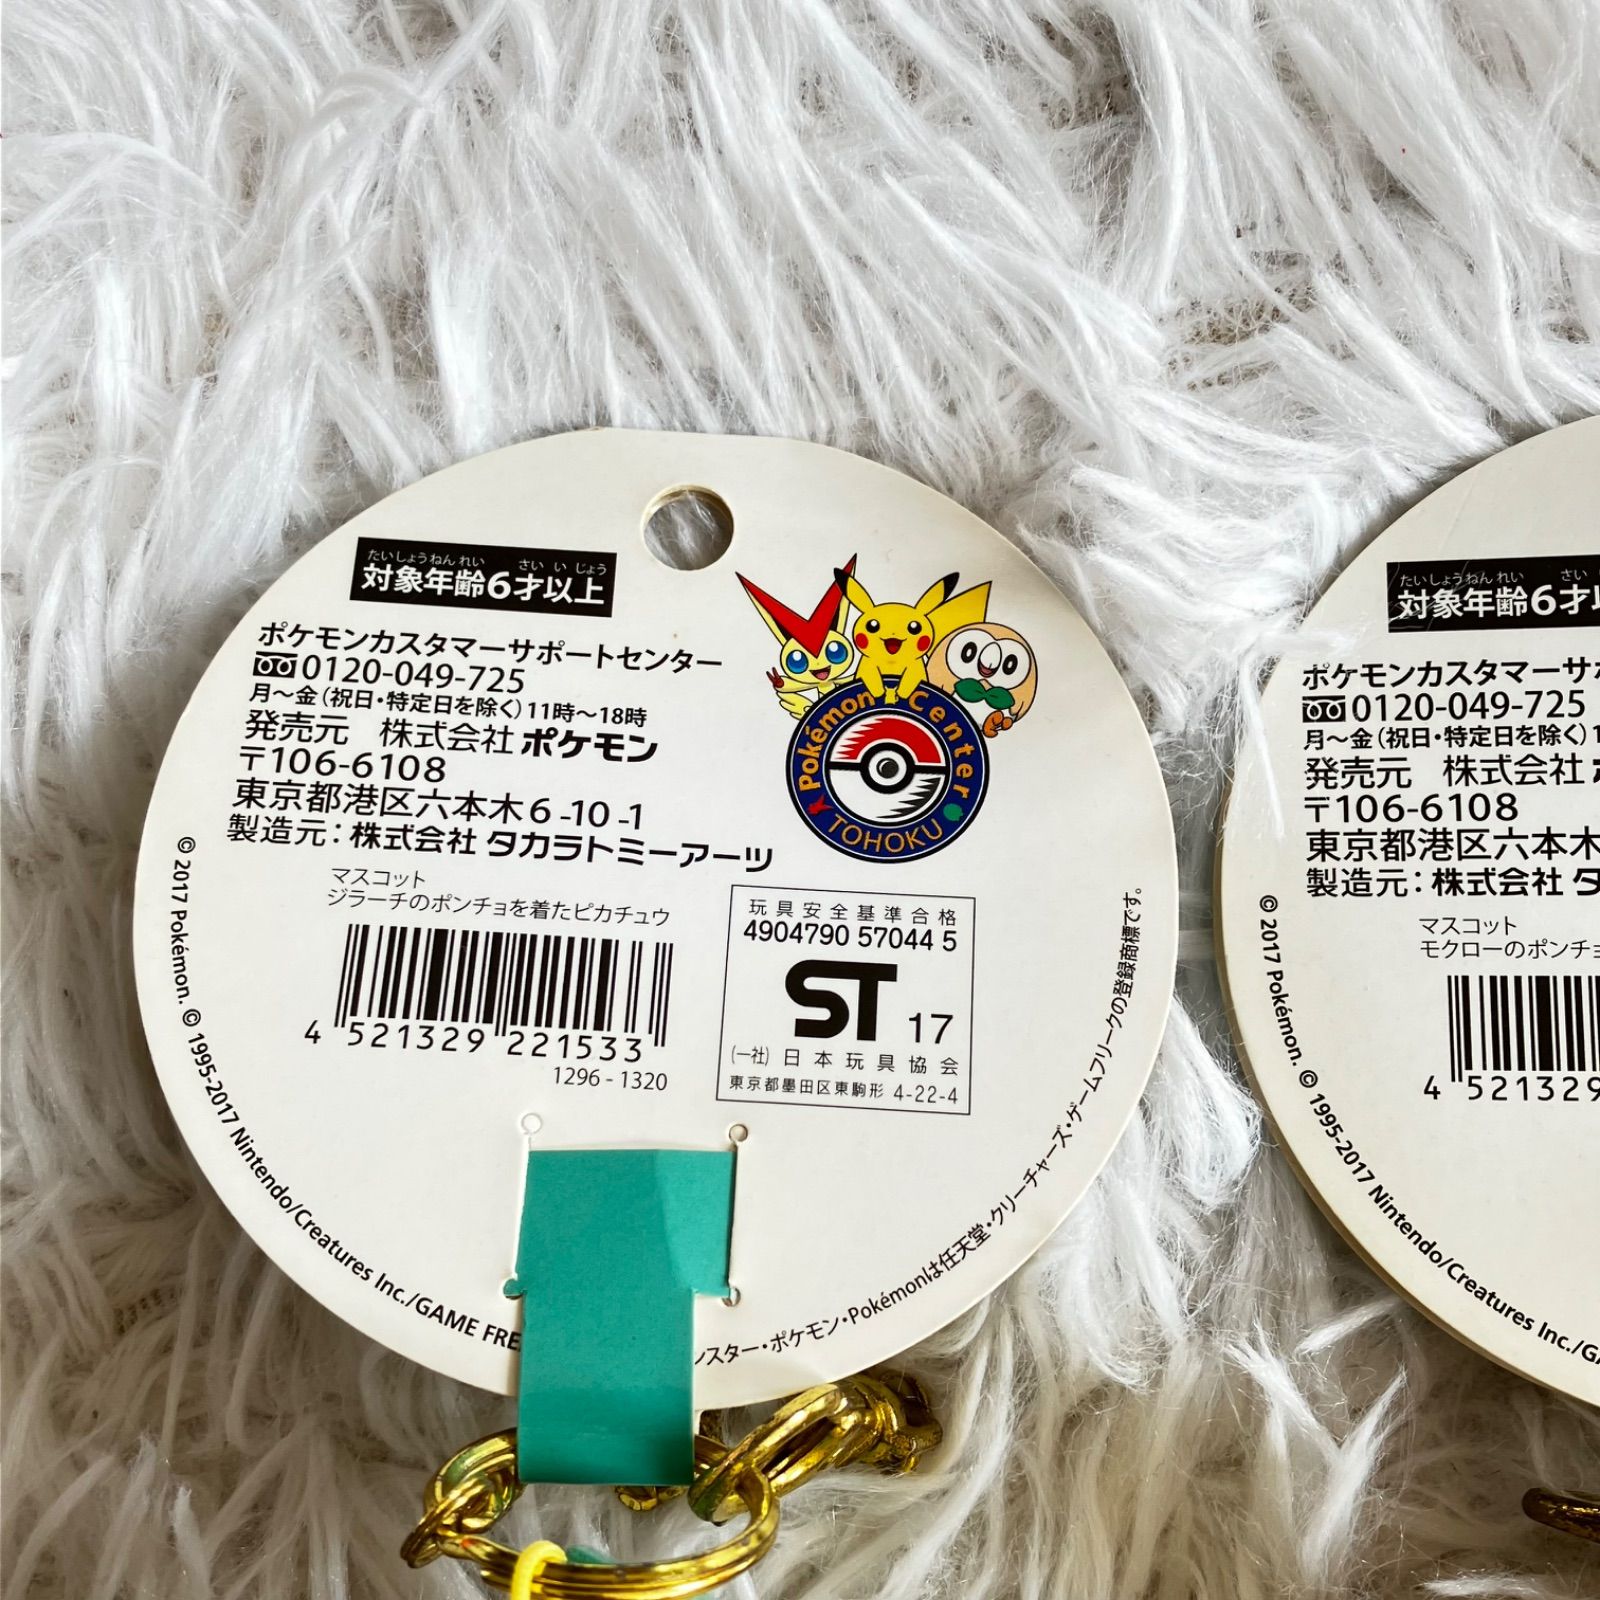 たいしょうねんれい さいいじょう
対象年齢6才以上
ポケモンカスタマーサポートセンター
0120-049-725
月～金(祝日・特定日を除く)11時～18時
発売元 株式会社ポケモン
〒106-6108
東京都港区六本木6-10-1
製造元：株式会社タカラトミーアーツ
マスコット
ジラーチのポンチョを着たピカチュウ
4 521329 221533
1296-1320
Pokémon Center
TOHOKU
玩具安全基準合格
4904790 57044 5
ST 17
(一社)日本玩具協会
東京都墨田区東駒形 4-22-4
© 2017 Pokémon. © 1995-2017 Nintendo/Creatures Inc./GAME FRE
ンスター・ポケモン・Pokémonは任天堂・クリーチャーズ・ゲームフリークの登録商標です。
たいしょうねんれい さい
対象年齢6才
ポケモンカスタマーサ
0120-049-725
月～金(祝日・特定日を除く)1
発売元 株式会社
〒106-6108
東京都港区六本木
製造元：株式会社タ
マスコット
モクローのポンチョ
4 521329
© 2017 Pokémon. © 1995-2017 Nintendo/Creatures Inc./G